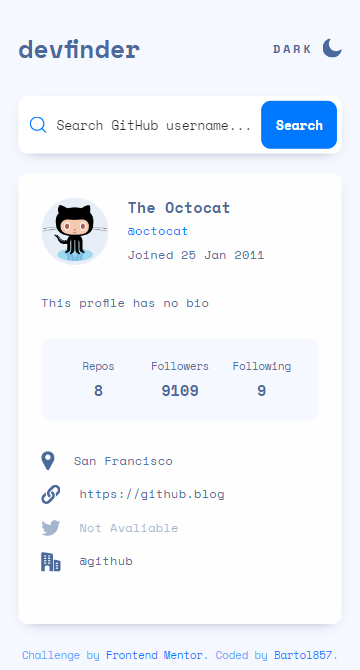 devfinder
DARK
Search GitHub username...
Search
The Octocat
@octocat
Joined 25 Jan 2011
This profile has no bio
Repos Followers Following
8 9109 9
San Francisco
https://github.blog
Not Avaliable
@github
Challenge by Frontend Mentor. Coded by Bartol857.